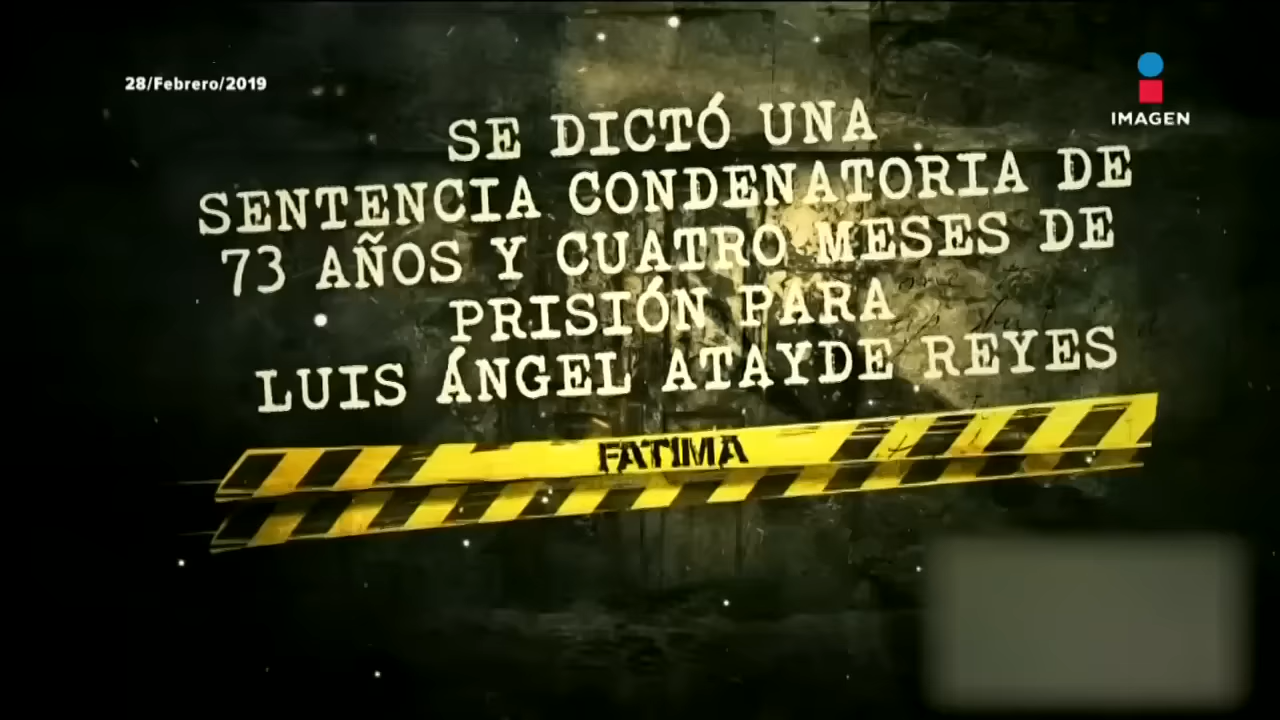 28/Febrero/2019
IMAGEN
SE DICTÓ UNA
SENTENCIA CONDENATORIA DE
73 AÑOS Y CUATRO MESES DE
PRISIÓN PARA
LUIS ÁNGEL ATAYDE REYES
FATIMA